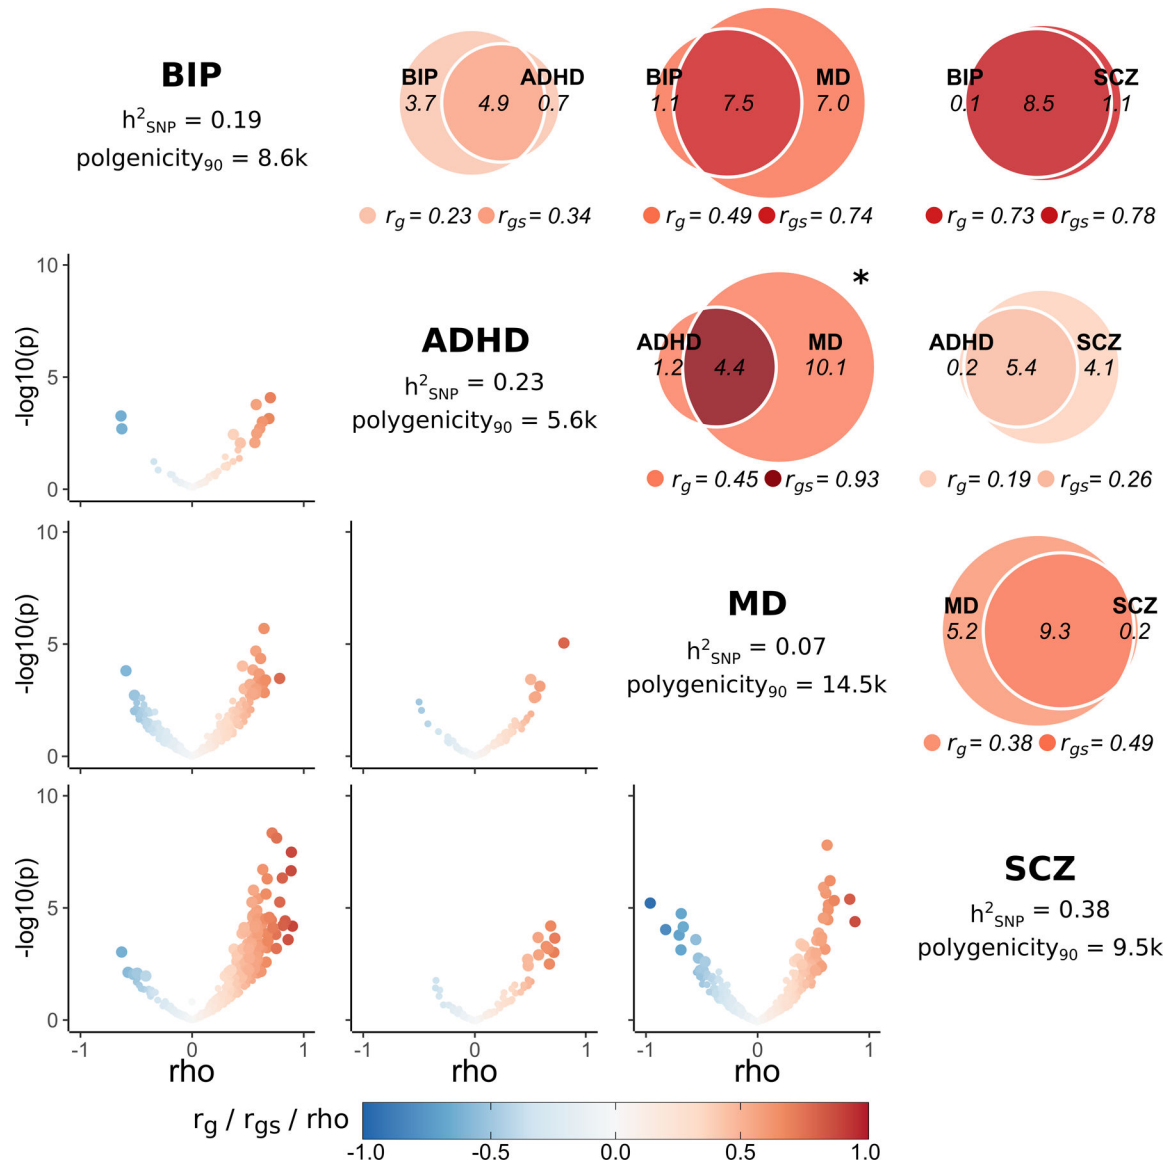 BIP
h²SNP = 0.19
polgenicity₉₀ = 8.6k
BIP ADHD
3.7 4.9 0.7
rg = 0.23 rgs = 0.34
BIP MD
1.1 7.5 7.0
rg = 0.49 rgs = 0.74
BIP SCZ
0.1 8.5 1.1
rg = 0.73 rgs = 0.78
10
5
0
-log10(p)
ADHD
h²SNP = 0.23
polygenicity₉₀ = 5.6k
*
ADHD MD
1.2 4.4 10.1
rg = 0.45 rgs = 0.93
ADHD SCZ
0.2 5.4 4.1
rg = 0.19 rgs = 0.26
10
5
0
-log10(p)
MD
h²SNP = 0.07
polygenicity₉₀ = 14.5k
MD SCZ
5.2 9.3 0.2
rg = 0.38 rgs = 0.49
10
5
0
-log10(p)
SCZ
h²SNP = 0.38
polygenicity₉₀ = 9.5k
-1 0 1
rho
-1 0 1
rho
-1 0 1
rho
rg / rgs / rho
-1.0 -0.5 0.0 0.5 1.0